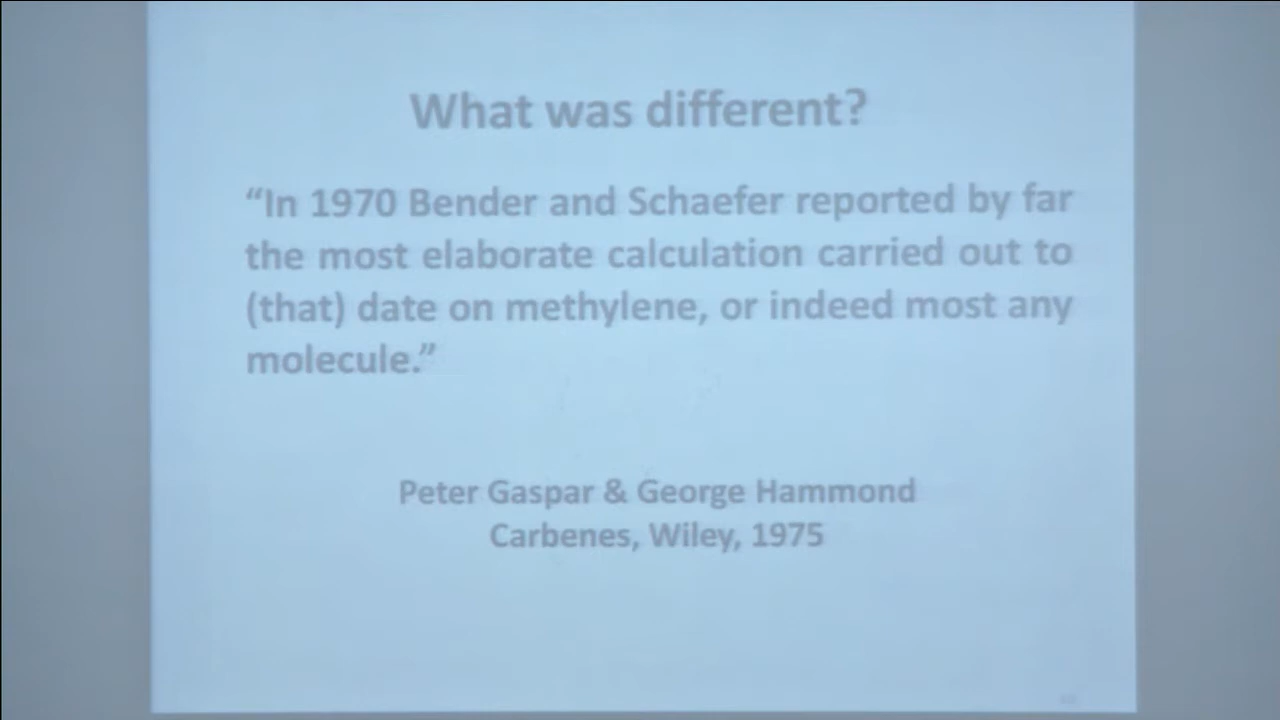 What was different?
“In 1970 Bender and Schaefer reported by far
the most elaborate calculation carried out to
(that) date on methylene, or indeed most any
molecule.”
Peter Gaspar & George Hammond
Carbenes, Wiley, 1975